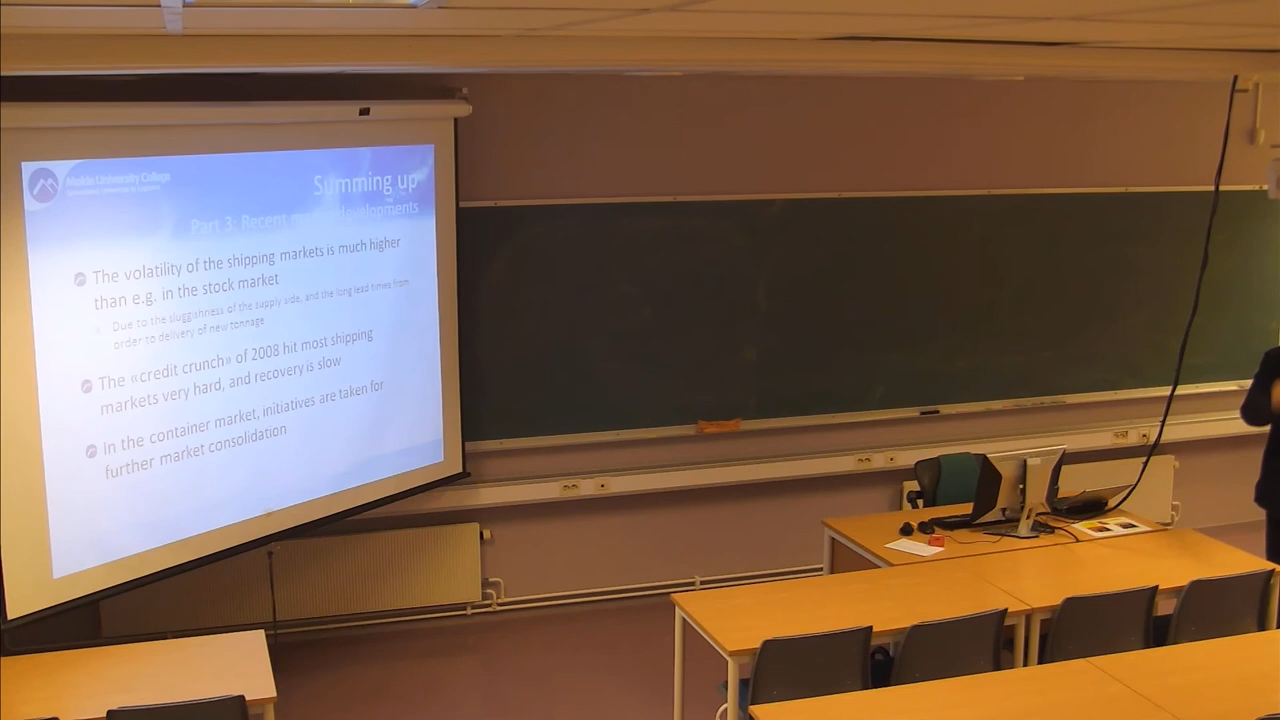 Molde University College
Summing up
Part 3: Recent market developments
The volatility of the shipping markets is much higher
than e.g. in the stock market
Due to the sluggishness of the supply side, and the long lead times from
order to delivery of new tonnage
The «credit crunch» of 2008 hit most shipping
markets very hard, and recovery is slow
In the container market, initiatives are taken for
further market consolidation